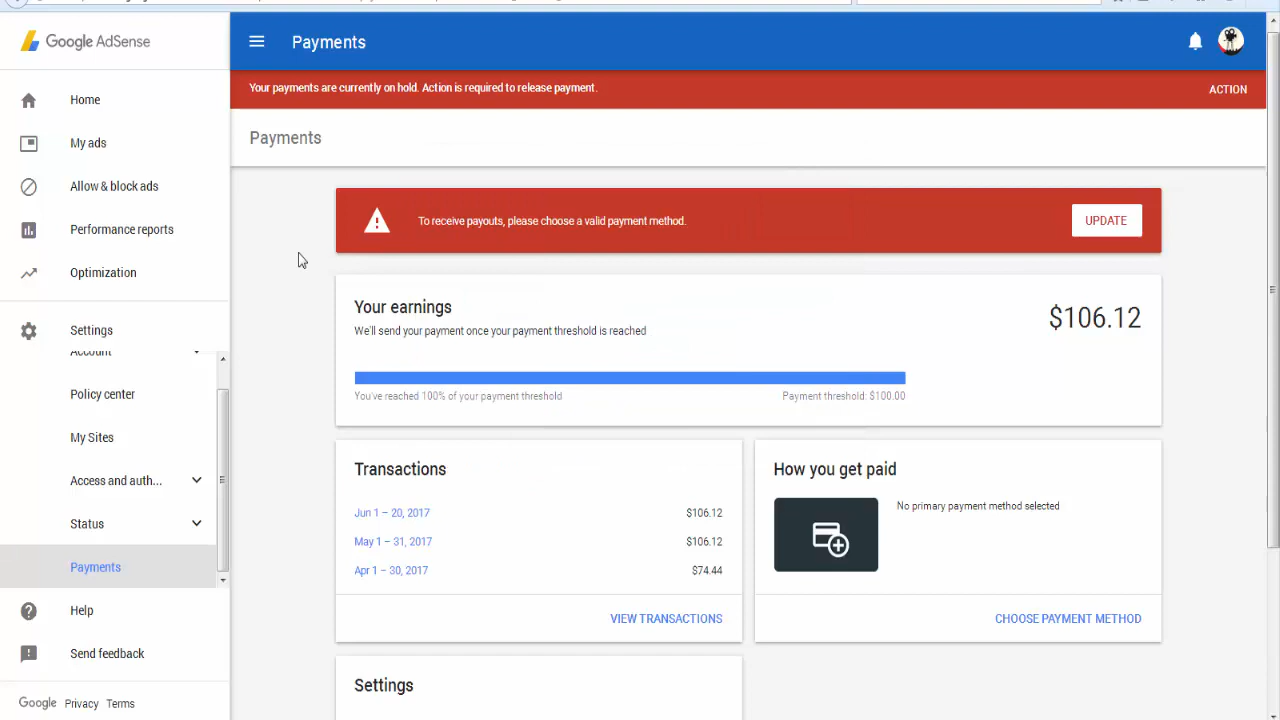 Google AdSense
Payments
Your payments are currently on hold. Action is required to release payment.
ACTION
Home
My ads
Allow & block ads
Performance reports
Optimization
Settings
Account
Policy center
My Sites
Access and auth...
Status
Payments
Help
Send feedback
Google Privacy Terms
Payments
To receive payouts, please choose a valid payment method.
UPDATE
Your earnings
$106.12
We'll send your payment once your payment threshold is reached
You've reached 100% of your payment threshold
Payment threshold: $100.00
Transactions
Jun 1 – 20, 2017 $106.12
May 1 – 31, 2017 $106.12
Apr 1 – 30, 2017 $74.44
VIEW TRANSACTIONS
How you get paid
No primary payment method selected
CHOOSE PAYMENT METHOD
Settings